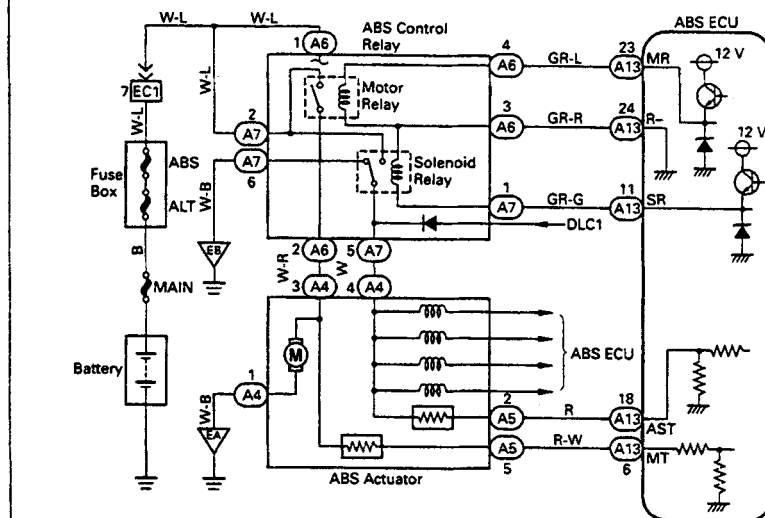 W-L
W-L
ABS Control
Relay
ABS ECU
1 A6
4
A6
GR-L
23
A13
MR
12 V
7 EC1
W-L
W-L
Motor
Relay
2
A7
3
A6
GR-R
24
A13
R-
12 V
Fuse
Box
ABS
ALT
A7
6
W-B
Solenoid
Relay
1
A7
GR-G
11
A13
SR
DLC1
EB
2 A6
5 A7
B
W-R
W
MAIN
3 A4
4 A4
M
ABS ECU
Battery
1
A4
2
A5
R
18
A13
AST
W-B
EA
A5
5
R-W
A13
6
MT
ABS Actuator